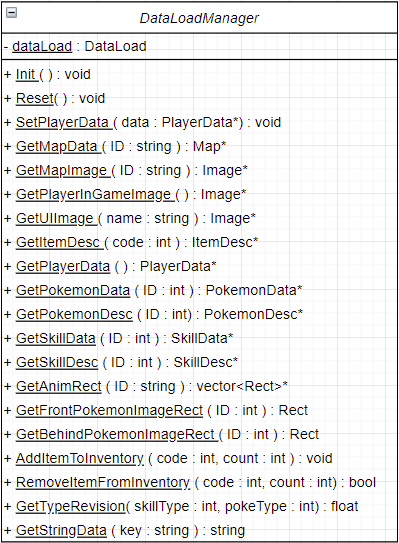 DataLoadManager
- dataLoad : DataLoad
+ Init ( ) : void
+ Reset( ) : void
+ SetPlayerData ( data : PlayerData*) : void
+ GetMapData ( ID : string ) : Map*
+ GetMapImage ( ID : string ) : Image*
+ GetPlayerInGameImage ( ) : Image*
+ GetUIImage ( name : string ) : Image*
+ GetItemDesc ( code : int ) : ItemDesc*
+ GetPlayerData ( ) : PlayerData*
+ GetPokemonData ( ID : int ) : PokemonData*
+ GetPokemonDesc ( ID : int) : PokemonDesc*
+ GetSkillData ( ID : int ) : SkillData*
+ GetSkillDesc ( ID : int ) : SkillDesc*
+ GetAnimRect ( ID : string ) : vector<Rect>*
+ GetFrontPokemonImageRect ( ID : int ) : Rect
+ GetBehindPokemonImageRect ( ID : int ) : Rect
+ AddItemToInventory ( code : int, count : int ) : void
+ RemoveItemFromInventory ( code : int, count : int) : bool
+ GetTypeRevision( skillType : int, pokeType : int) : float
+ GetStringData ( key : string ) : string